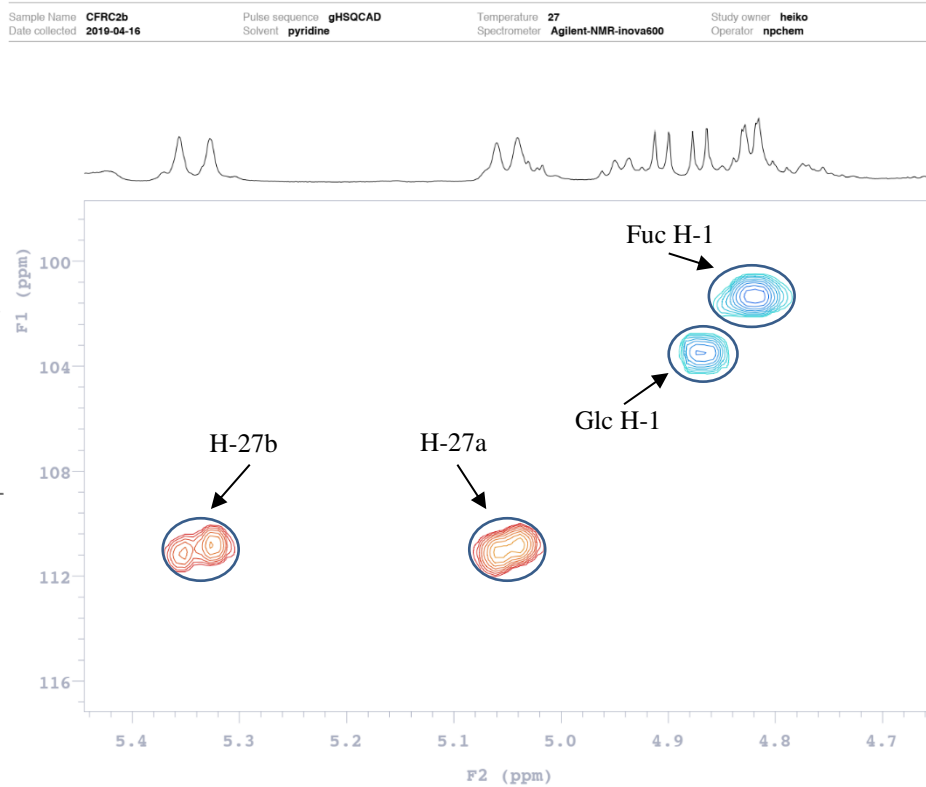 Sample Name CFRC2b Pulse sequence gHSQCAD Temperature 27 Study owner heiko
Date collected 2019-04-16 Solvent pyridine Spectrometer Agilent-NMR-inova600 Operator npchem
Fuc H-1
Glc H-1
H-27b
H-27a
F1 (ppm)
100
104
108
112
116
5.4 5.3 5.2 5.1 5.0 4.9 4.8 4.7
F2 (ppm)